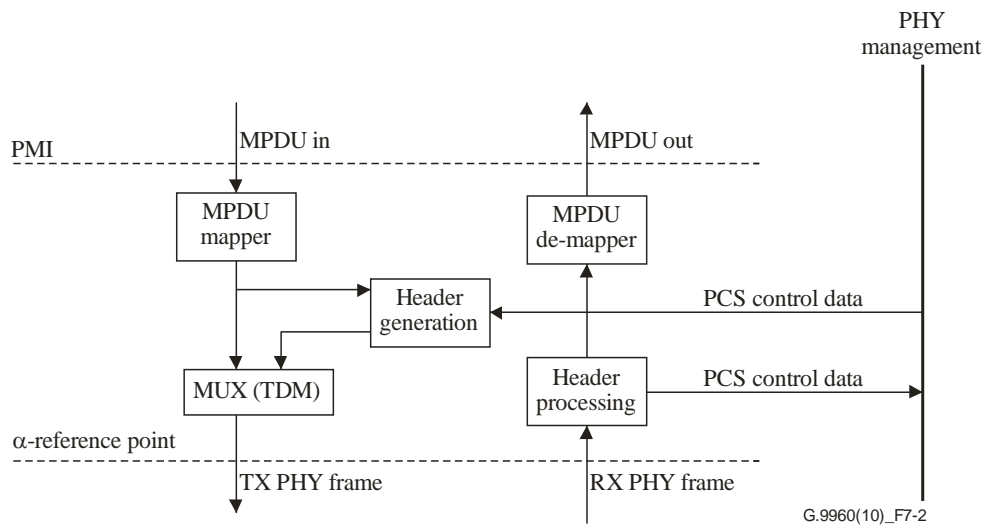 PHY
management
MPDU in
MPDU out
PMI
MPDU
mapper
MPDU
de-mapper
Header
generation
PCS control data
MUX (TDM)
Header
processing
PCS control data
α-reference point
TX PHY frame
RX PHY frame
G.9960(10)_F7-2